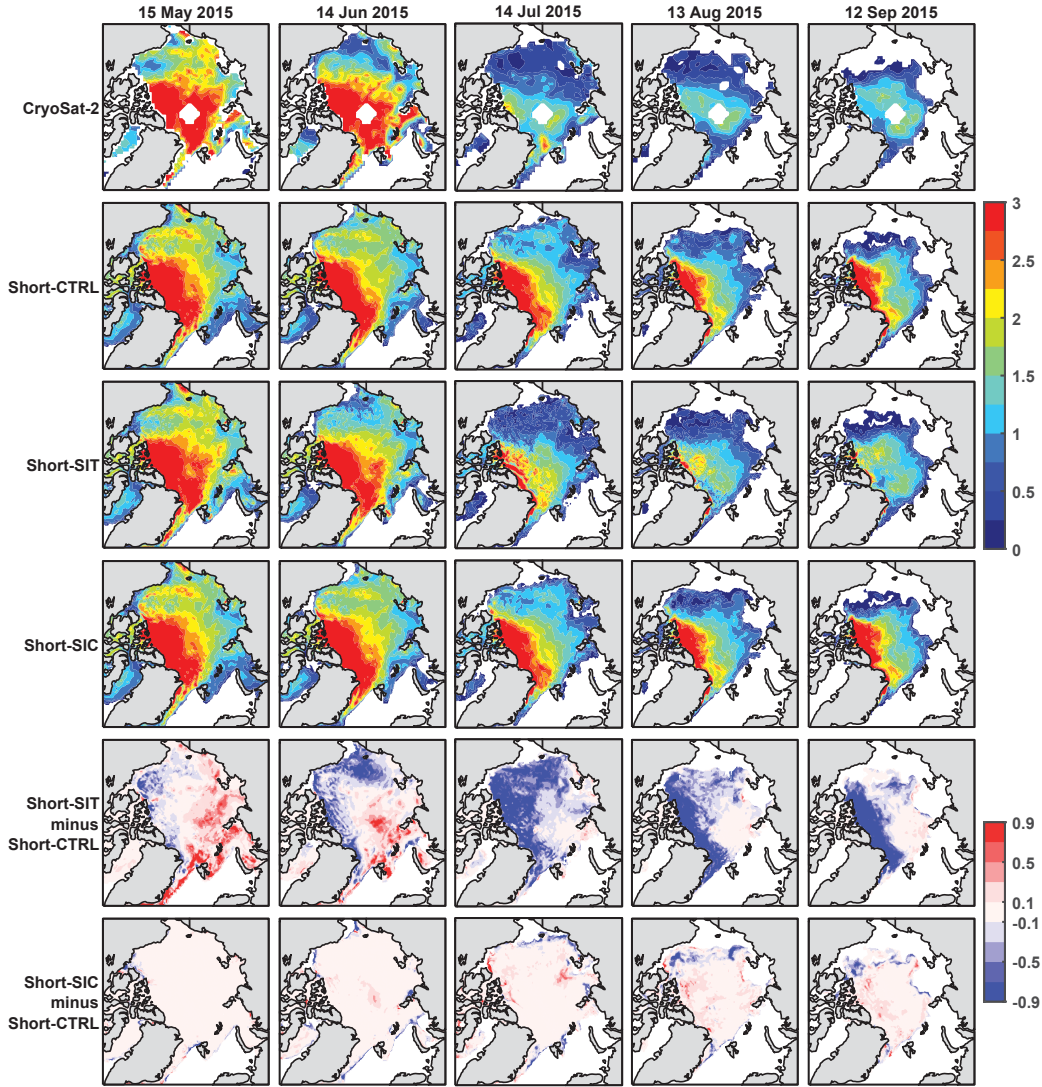 15 May 2015 14 Jun 2015 14 Jul 2015 13 Aug 2015 12 Sep 2015
CryoSat-2
Short-CTRL
Short-SIT
Short-SIC
Short-SIT
minus
Short-CTRL
Short-SIC
minus
Short-CTRL
3
2.5
2
1.5
1
0.5
0
0.9
0.5
0.1
-0.1
-0.5
-0.9